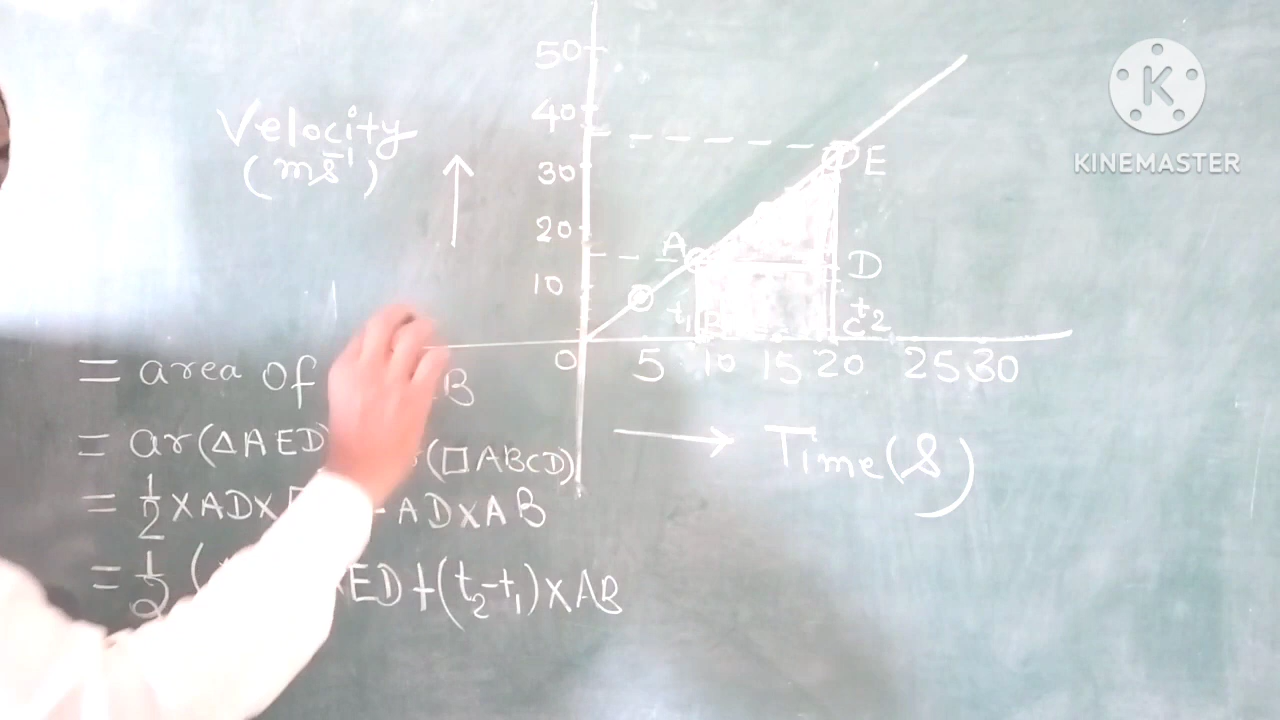 50
40
Velocity
(ms⁻¹)
30
E
20
A
D
10
t₁
B
C
t₂
0 5 10 15 20 25 30
Time (s)
= area of B
= ar(△AED) (□ABCD)
= 1/2 × AD × - AD × AB
= 1/2 ( ED + (t₂-t₁) × AB
KINEMASTER